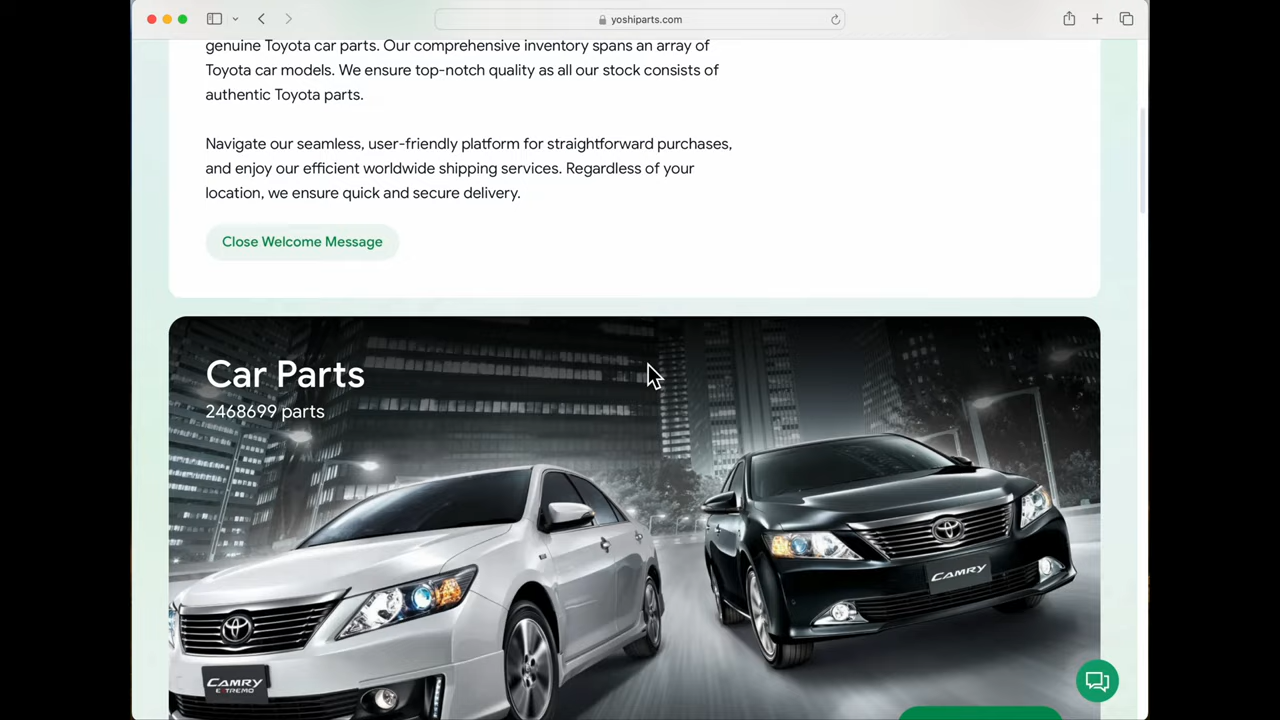 yoshiparts.com
genuine Toyota car parts. Our comprehensive inventory spans an array of
Toyota car models. We ensure top-notch quality as all our stock consists of
authentic Toyota parts.
Navigate our seamless, user-friendly platform for straightforward purchases,
and enjoy our efficient worldwide shipping services. Regardless of your
location, we ensure quick and secure delivery.
Close Welcome Message
Car Parts
2468699 parts
CAMRY
CAMRY
EXTREMO